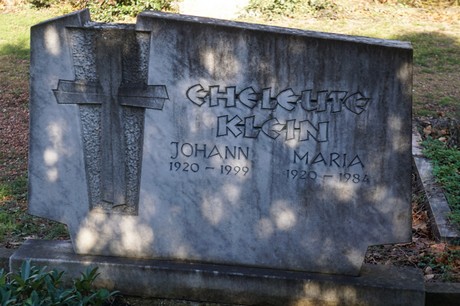 EHELEUTE
KLEIN
JOHANN MARIA
1920 - 1999 1920 - 1984